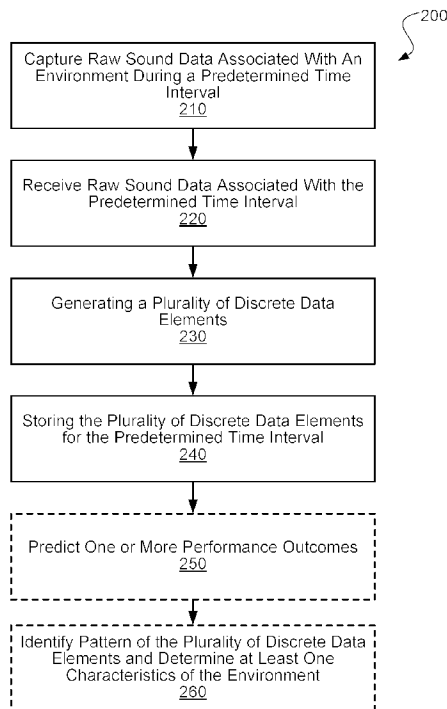 200
Capture Raw Sound Data Associated With An
Environment During a Predetermined Time
Interval
210
Receive Raw Sound Data Associated With the
Predetermined Time Interval
220
Generating a Plurality of Discrete Data
Elements
230
Storing the Plurality of Discrete Data Elements
for the Predetermined Time Interval
240
Predict One or More Performance Outcomes
250
Identify Pattern of the Plurality of Discrete Data
Elements and Determine at Least One
Characteristics of the Environment
260